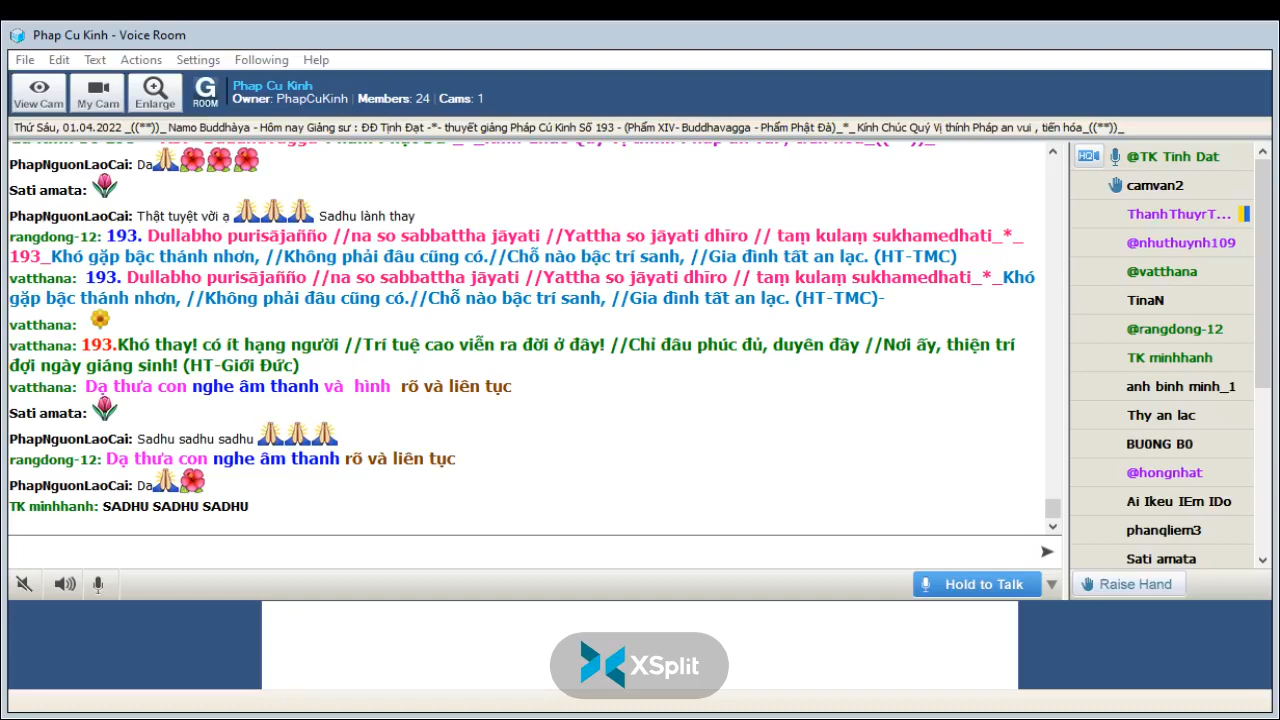 Phap Cu Kinh - Voice Room
File Edit Text Actions Settings Following Help
View Cam
My Cam
Enlarge
G
ROOM
Phap Cu Kinh
Owner: PhapCuKinh | Members: 24 | Cams: 1
Thứ Sáu, 01.04.2022 _((**))_ Namo Buddhàya - Hôm nay Giảng sư : ĐĐ Tịnh Đạt -*- thuyết giảng Pháp Cú Kinh Số 193 - (Phẩm XIV- Buddhavagga - Phẩm Phật Đà)_*_ Kính Chúc Quý Vị thính Pháp an vui , tiến hóa_((**))_
PhapNguonLaoCai: Da
Sati amata:
PhapNguonLaoCai: Thật tuyệt vời ạ Sadhu lành thay
rangdong-12: 193. Dullabho purisājañño //na so sabbattha jāyati //Yattha so jāyati dhīro // taṃ kulaṃ sukhamedhati_*_
193_Khó gặp bậc thánh nhơn, //Không phải đâu cũng có.//Chỗ nào bậc trí sanh, //Gia đình tất an lạc. (HT-TMC)
vatthana: 193. Dullabho purisājañño //na so sabbattha jāyati //Yattha so jāyati dhīro // taṃ kulaṃ sukhamedhati_*_Khó
gặp bậc thánh nhơn, //Không phải đâu cũng có.//Chỗ nào bậc trí sanh, //Gia đình tất an lạc. (HT-TMC)-
vatthana:
vatthana: 193.Khó thay! có ít hạng người //Trí tuệ cao viễn ra đời ở đây! //Chỉ đâu phúc đủ, duyên đây //Nơi ấy, thiện trí
đợi ngày giáng sinh! (HT-Giới Đức)
vatthana: Dạ thưa con nghe âm thanh và hình rõ và liên tục
Sati amata:
PhapNguonLaoCai: Sadhu sadhu sadhu
rangdong-12: Dạ thưa con nghe âm thanh rõ và liên tục
PhapNguonLaoCai: Da
TK minhhanh: SADHU SADHU SADHU
Hold to Talk
HQ
@TK Tinh Dat
camvan2
ThanhThuyrT...
@nhuthuynh109
@vatthana
TinaN
@rangdong-12
TK minhhanh
anh binh minh_1
Thy an lac
BU0NG B0
@hongnhat
Ai Ikeu IEm IDo
phanqliem3
Sati amata
Raise Hand
XSplit